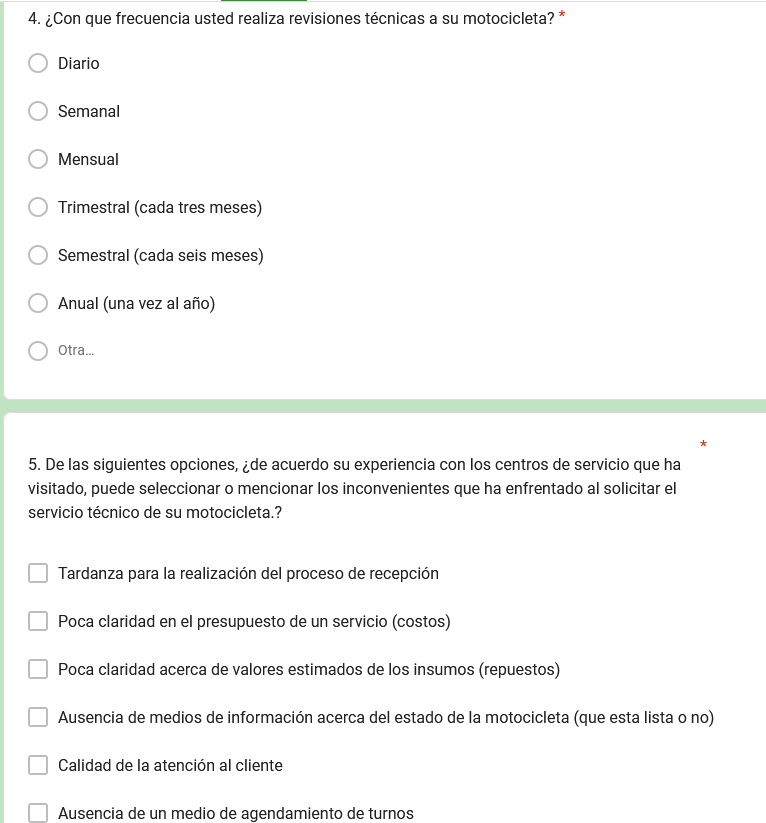 4. ¿Con que frecuencia usted realiza revisiones técnicas a su motocicleta? *
Diario
Semanal
Mensual
Trimestral (cada tres meses)
Semestral (cada seis meses)
Anual (una vez al año)
Otra...
*
5. De las siguientes opciones, ¿de acuerdo su experiencia con los centros de servicio que ha
visitado, puede seleccionar o mencionar los inconvenientes que ha enfrentado al solicitar el
servicio técnico de su motocicleta.?
Tardanza para la realización del proceso de recepción
Poca claridad en el presupuesto de un servicio (costos)
Poca claridad acerca de valores estimados de los insumos (repuestos)
Ausencia de medios de información acerca del estado de la motocicleta (que esta lista o no)
Calidad de la atención al cliente
Ausencia de un medio de agendamiento de turnos